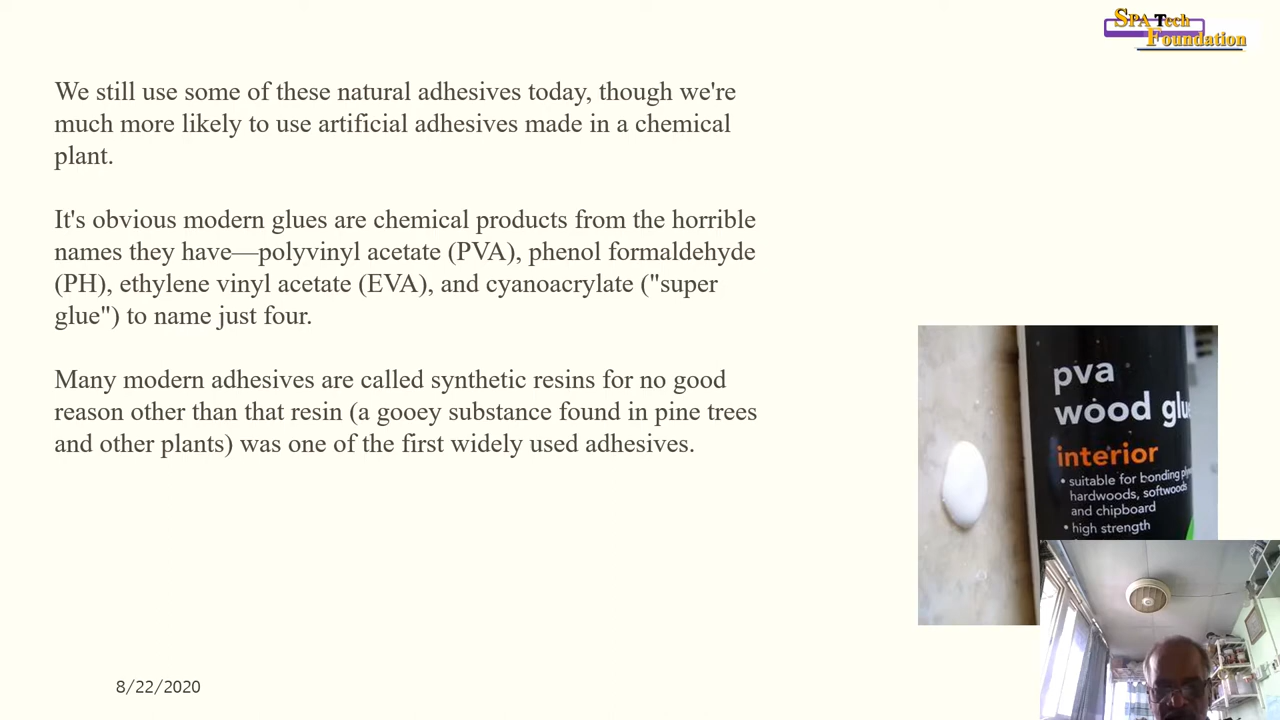 SPA Tech
Foundation
We still use some of these natural adhesives today, though we're
much more likely to use artificial adhesives made in a chemical
plant.
It's obvious modern glues are chemical products from the horrible
names they have—polyvinyl acetate (PVA), phenol formaldehyde
(PH), ethylene vinyl acetate (EVA), and cyanoacrylate ("super
glue") to name just four.
Many modern adhesives are called synthetic resins for no good
reason other than that resin (a gooey substance found in pine trees
and other plants) was one of the first widely used adhesives.
pva
wood glue
interior
• suitable for bonding
hardwoods, softwoods
and chipboard
• high strength
8/22/2020